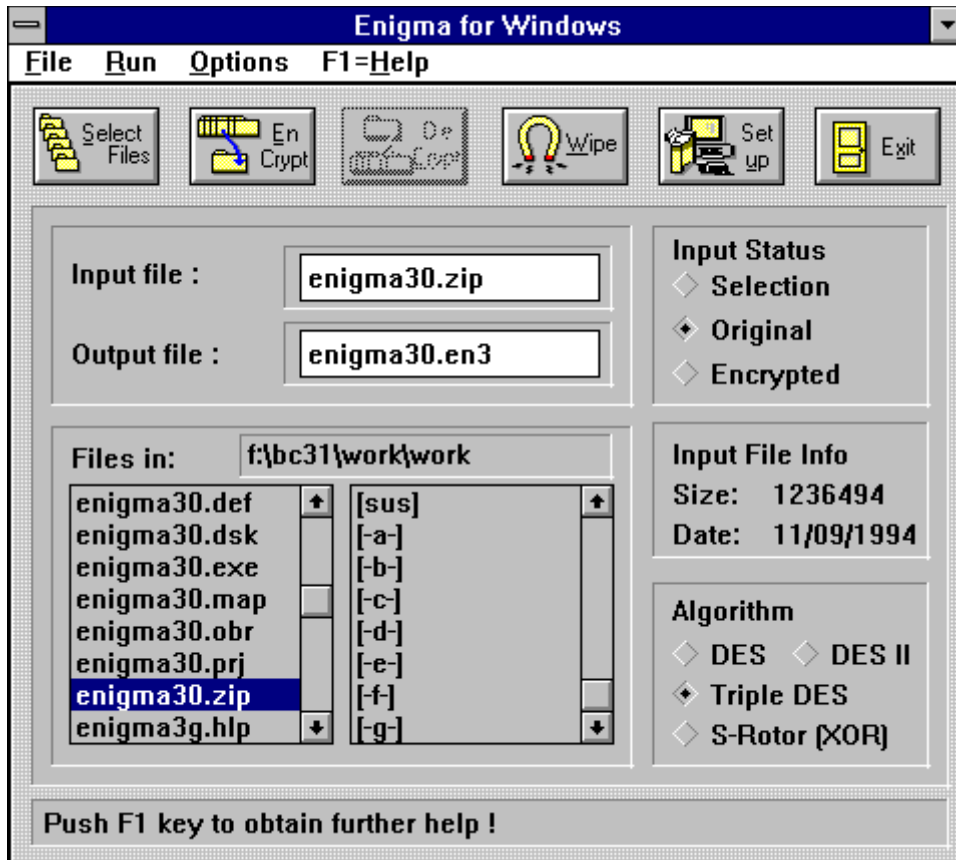 Enigma for Windows
File Run Options F1=Help
Select Files
En Crypt
De Crypt
Wipe
Set up
Exit
Input file : enigma30.zip
Output file : enigma30.en3
Input Status
Selection
Original
Encrypted
Files in: f:\bc31\work\work
enigma30.def
enigma30.dsk
enigma30.exe
enigma30.map
enigma30.obr
enigma30.prj
enigma30.zip
enigma3g.hlp
[sus]
[-a-]
[-b-]
[-c-]
[-d-]
[-e-]
[-f-]
[-g-]
Input File Info
Size: 1236494
Date: 11/09/1994
Algorithm
DES DES II
Triple DES
S-Rotor (XOR)
Push F1 key to obtain further help !